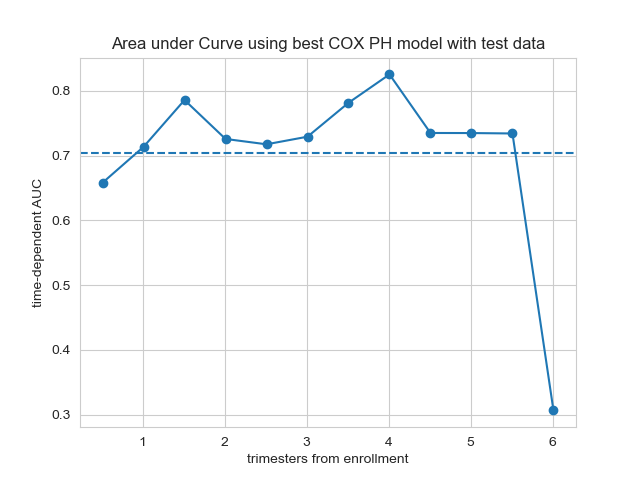 Area under Curve using best COX PH model with test data
time-dependent AUC
0.8
0.7
0.6
0.5
0.4
0.3
1 2 3 4 5 6
trimesters from enrollment